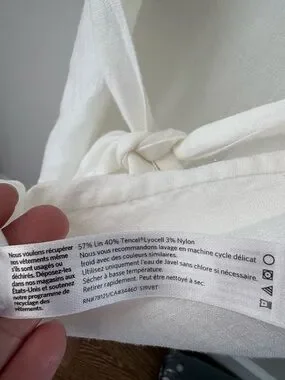 Nous voulons récupérer
vos vêtements même
s'ils sont usagés ou
déchirés. Déposez-les
dans nos magasins aux
États-Unis et soutenez
notre programme de
recyclage des
vêtements.
57% Lin 40% Tencel® Lyocell 3% Nylon
Nous vous recommandons lavage en machine cycle délicat
froid avec des couleurs semblables.
Utilisez uniquement l'eau de Javel sans chlore si nécessaire
Sécher à basse température.
Retirer rapidement. Peut être nettoyé à sec.